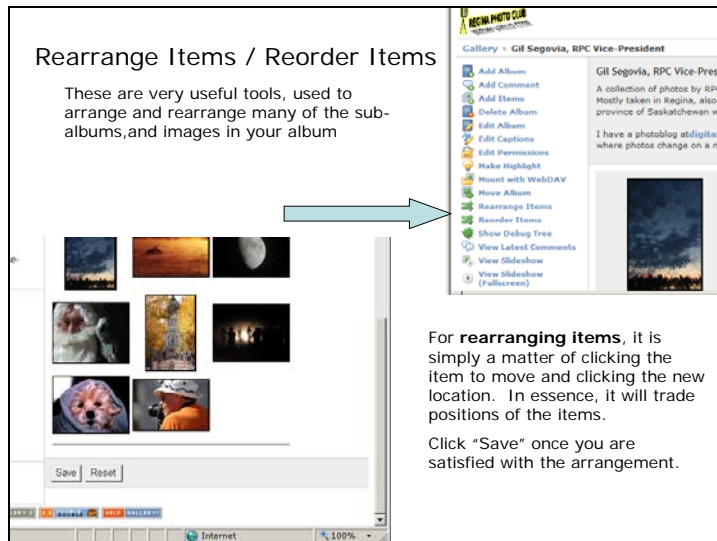 Rearrange Items / Reorder Items
These are very useful tools, used to
arrange and rearrange many of the sub-
albums,and images in your album
REGINA PHOTO CLUB
Gallery » Gil Segovia, RPC Vice-President
Add Album
Add Comment
Add Items
Delete Album
Edit Album
Edit Captions
Edit Permissions
Make Highlight
Mount with WebDAV
Move Album
Rearrange Items
Reorder Items
Show Debug Tree
View Latest Comments
View Slideshow
View Slideshow
(Fullscreen)
Gil Segovia, RPC Vice-Pres
A collection of photos by RP
Mostly taken in Regina, also
province of Saskatchewan w
I have a photoblog atdigital
where photos change on a
e-
For rearranging items, it is
simply a matter of clicking the
item to move and clicking the new
location. In essence, it will trade
positions of the items.
Click “Save” once you are
satisfied with the arrangement.
Save Reset
HELP GALLERY
Internet 100%